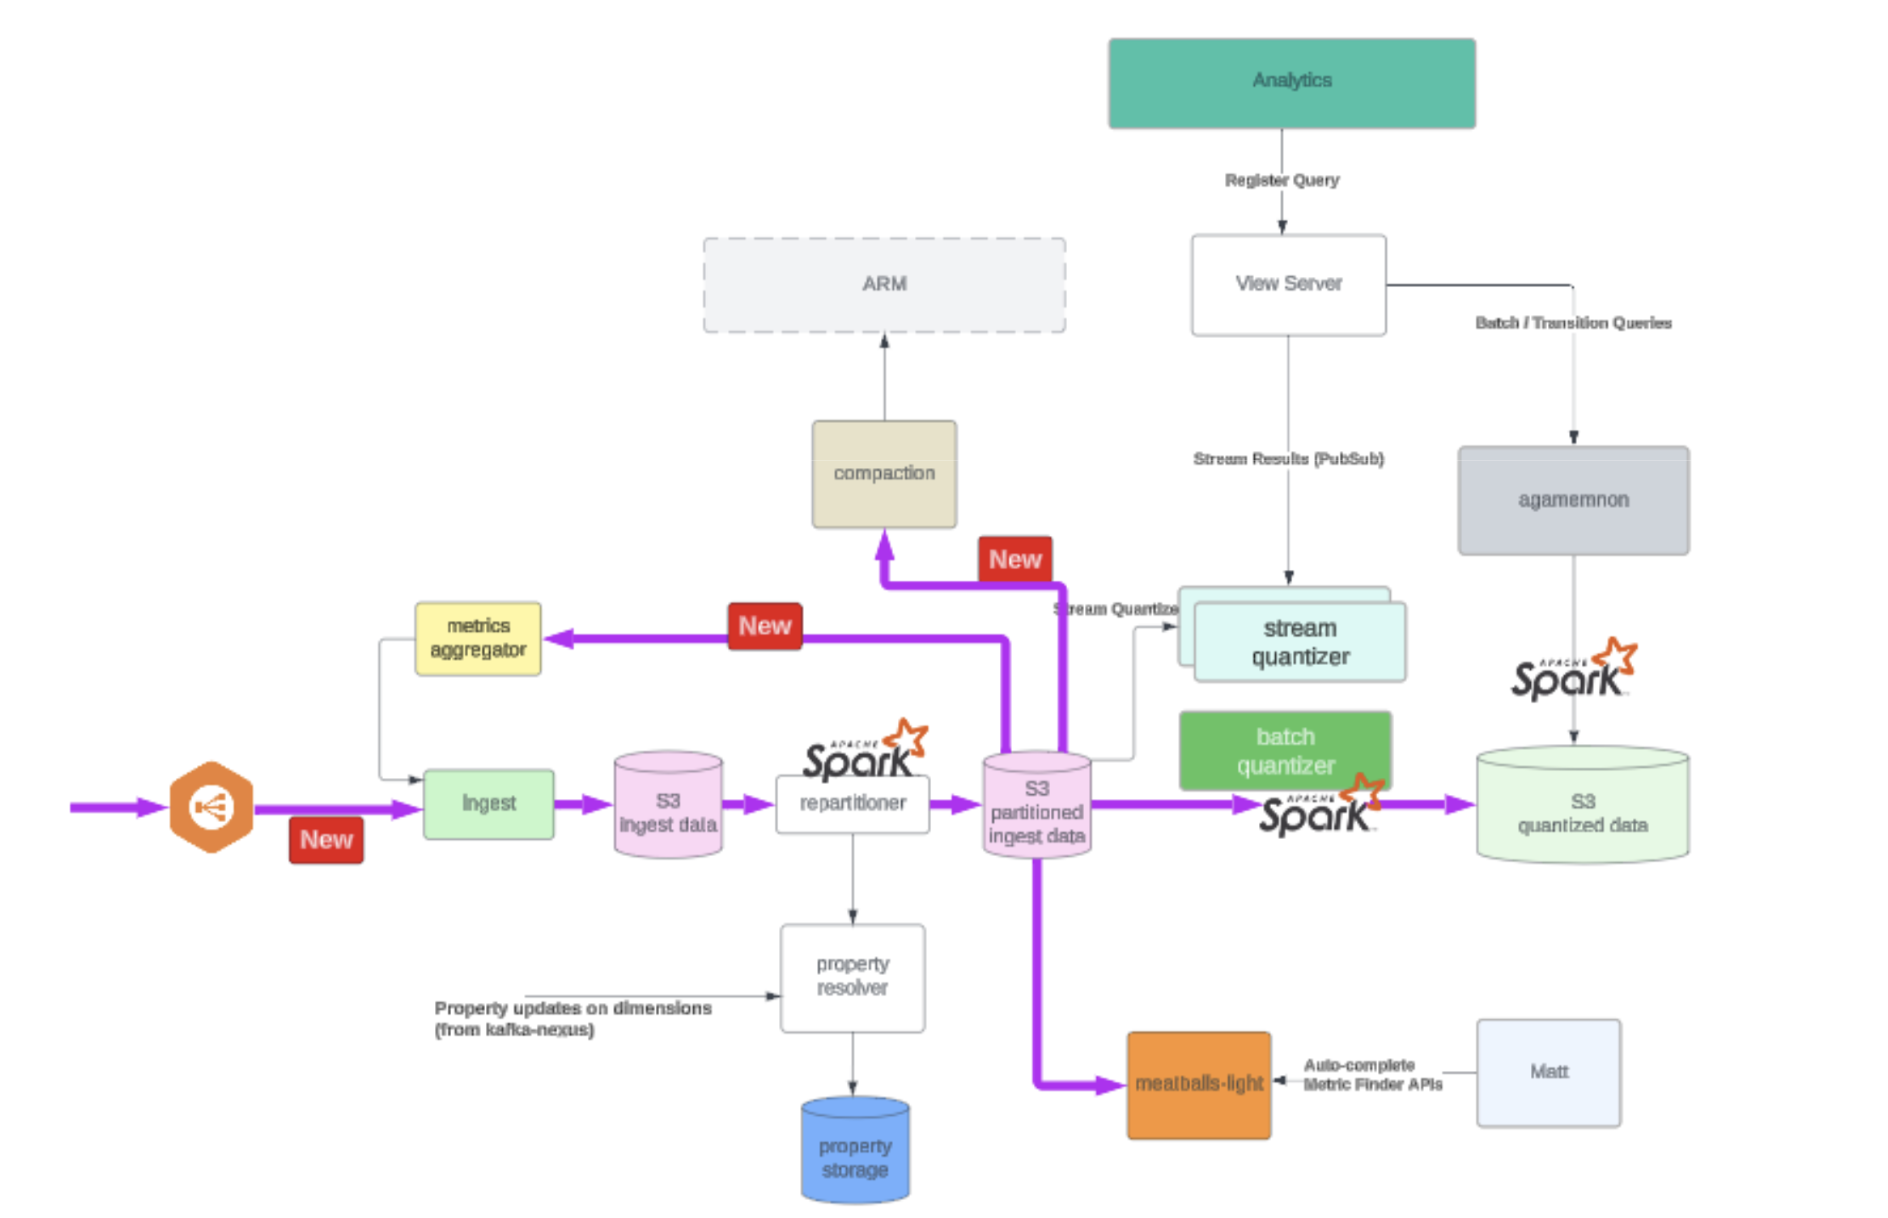 Analytics
Register Query
ARM
View Server
Batch / Transition Queries
compaction
Stream Results (PubSub)
agamemnon
New
Stream Quantize
metrics
aggregator
New
stream
quantizer
APACHE
Spark
batch
quantizer
APACHE
Spark
Ingest
S3
ingest data
repartitioner
S3
partitioned
ingest data
APACHE
Spark
S3
quantized data
New
property
resolver
Property updates on dimensions
(from kafka-nexus)
meatballs-light
Auto-complete
Metric Finder APIs
Matt
property
storage